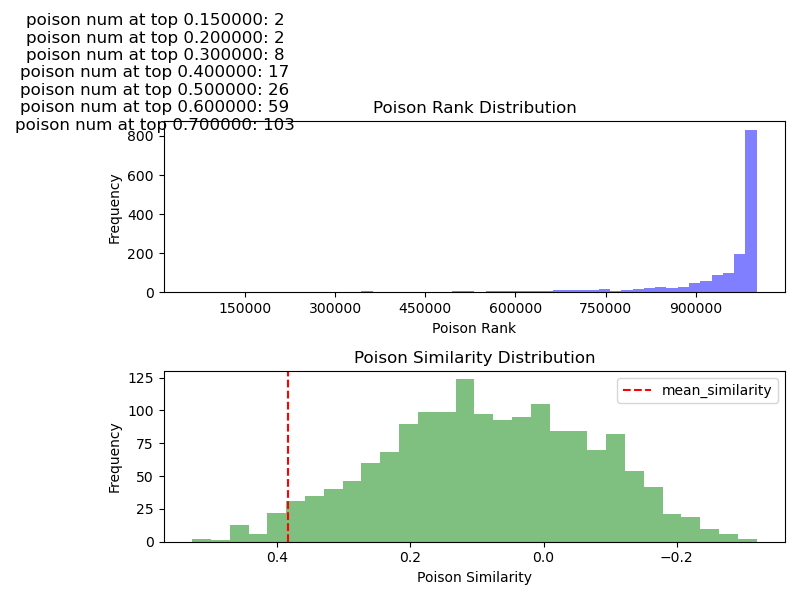 poison num at top 0.150000: 2
poison num at top 0.200000: 2
poison num at top 0.300000: 8
poison num at top 0.400000: 17
poison num at top 0.500000: 26
poison num at top 0.600000: 59
poison num at top 0.700000: 103
Poison Rank Distribution
800
600
400
200
0
Frequency
150000 300000 450000 600000 750000 900000
Poison Rank
Poison Similarity Distribution
125
100
75
50
25
0
Frequency
mean_similarity
0.4 0.2 0.0 −0.2
Poison Similarity